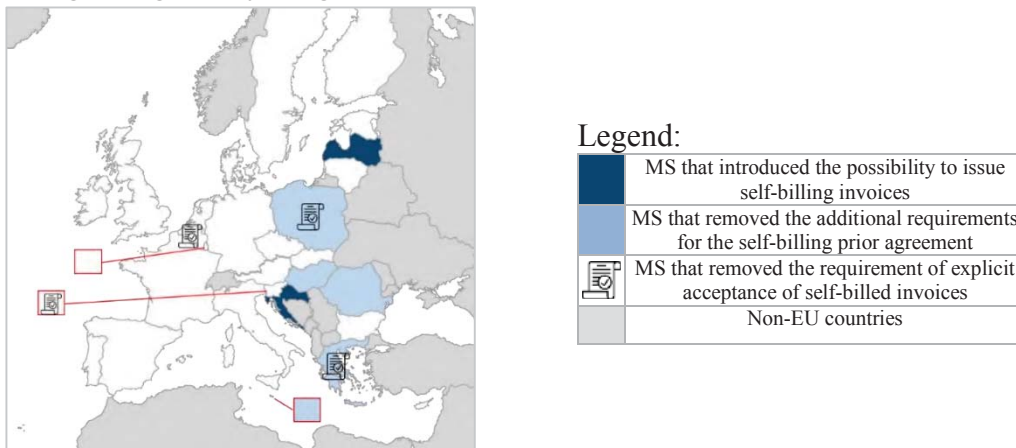 Legend:
MS that introduced the possibility to issue
self-billing invoices
MS that removed the additional requirements
for the self-billing prior agreement
MS that removed the requirement of explicit
acceptance of self-billed invoices
Non-EU countries